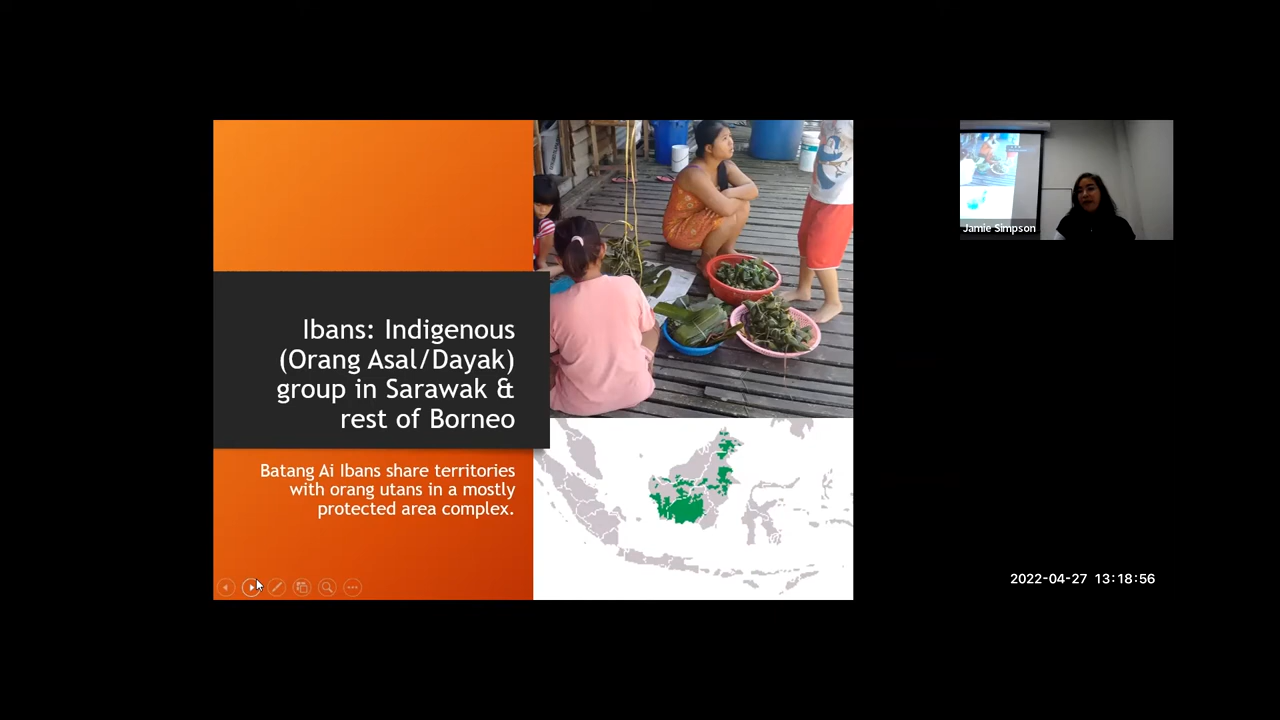 Ibans: Indigenous
(Orang Asal/Dayak)
group in Sarawak &
rest of Borneo
Batang Ai Ibans share territories
with orang utans in a mostly
protected area complex.
Jamie Simpson
2022-04-27 13:18:56